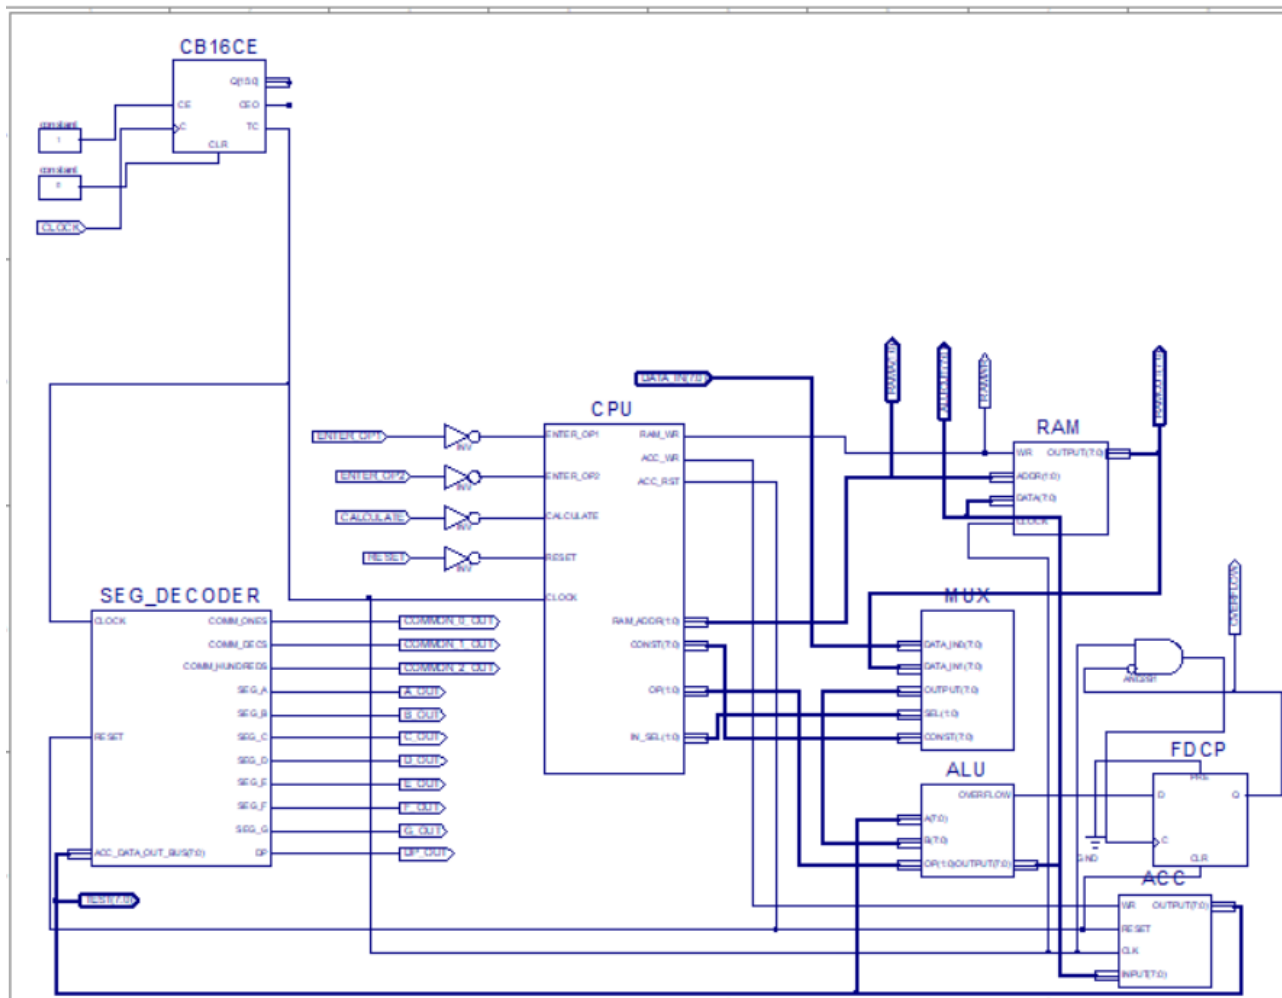 CB16CE
Q(15:0)
CE
CEO
C
TC
CLR
constant
1
constant
0
CLOCK
DATA_IN(7:0)
CPU
ENTER_OP1
INV
ENTER_OP1
RAM_WR
ACC_WR
ENTER_OP2
INV
ENTER_OP2
ACC_RST
CALCULATE
INV
CALCULATE
RESET
INV
RESET
CLOCK
RAM_ADDR(1:0)
CONST(7:0)
OP(1:0)
IN_SEL(1:0)
RAM
WR
OUTPUT(7:0)
ADDR(1:0)
DATA(7:0)
CLOCK
OVERFLOW
SEG_DECODER
CLOCK
COMM_ONES
COMMON_0_OUT
COMM_DECS
COMMON_1_OUT
COMM_HUNDREDS
COMMON_2_OUT
SEG_A
A_OUT
SEG_B
B_OUT
RESET
SEG_C
C_OUT
SEG_D
D_OUT
SEG_E
E_OUT
SEG_F
F_OUT
SEG_G
G_OUT
ACC_DATA_OUT_BUS(7:0)
DP
DP_OUT
TEST(7:0)
MUX
DATA_IN0(7:0)
DATA_IN1(7:0)
OUTPUT(7:0)
SEL(1:0)
CONST(7:0)
ALU
OVERFLOW
A(7:0)
B(7:0)
OP(1:0)
OUTPUT(7:0)
FDCP
PRE
D
Q
C
CLR
GND
ACC
WR
OUTPUT(7:0)
RESET
CLK
INPUT(7:0)